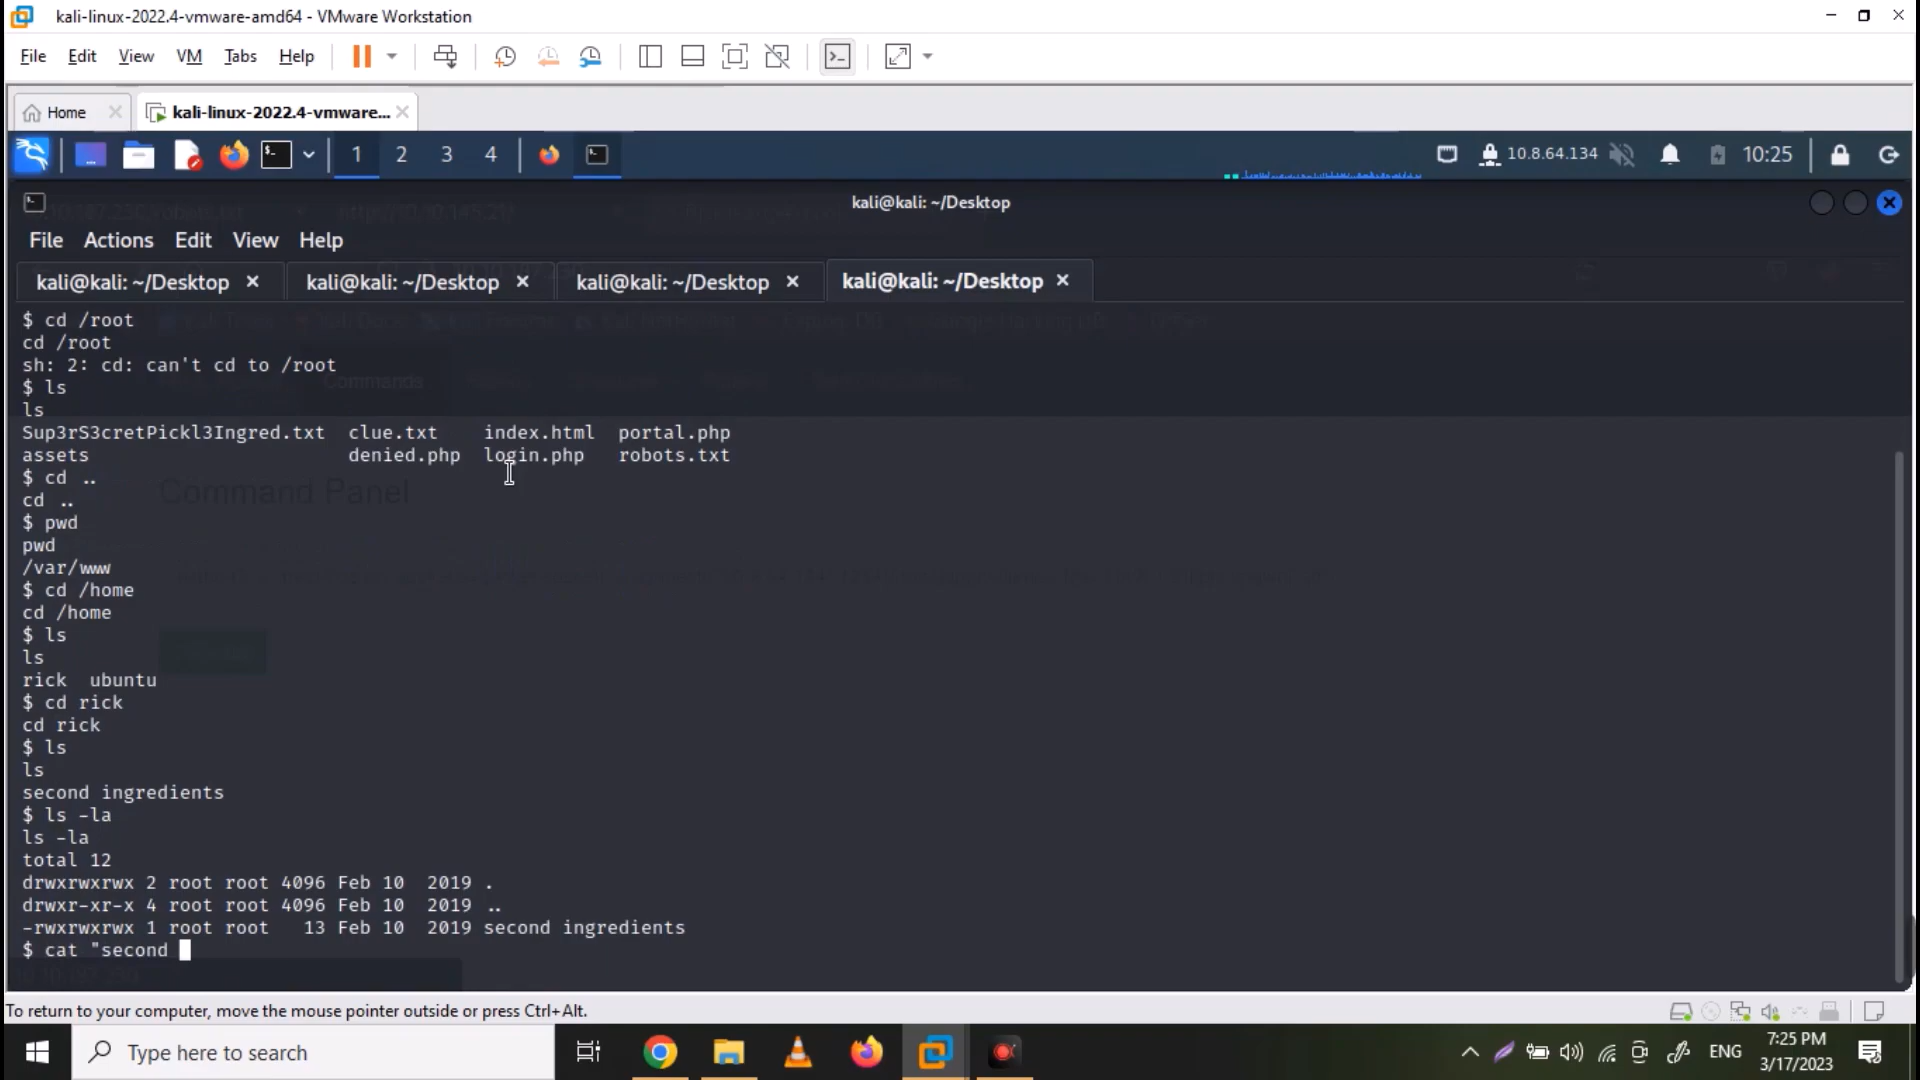 kali-linux-2022.4-vmware-amd64 - VMware Workstation
File Edit View VM Tabs Help
Home kali-linux-2022.4-vmware...
1 2 3 4 10.8.64.134 10:25
kali@kali: ~/Desktop
File Actions Edit View Help
kali@kali: ~/Desktop kali@kali: ~/Desktop kali@kali: ~/Desktop kali@kali: ~/Desktop
$ cd /root
cd /root
sh: 2: cd: can't cd to /root
$ ls
Commands
ls
Sup3rS3cretPickl3Ingred.txt clue.txt index.html portal.php
assets denied.php login.php robots.txt
$ cd ..
Command Panel
cd ..
$ pwd
pwd
/var/www
$ cd /home
cd /home
$ ls
ls
rick ubuntu
$ cd rick
cd rick
$ ls
ls
second ingredients
$ ls -la
ls -la
total 12
drwxrwxrwx 2 root root 4096 Feb 10 2019 .
drwxr-xr-x 4 root root 4096 Feb 10 2019 ..
-rwxrwxrwx 1 root root 13 Feb 10 2019 second ingredients
$ cat "second
To return to your computer, move the mouse pointer outside or press Ctrl+Alt.
Type here to search
ENG
7:25 PM
3/17/2023